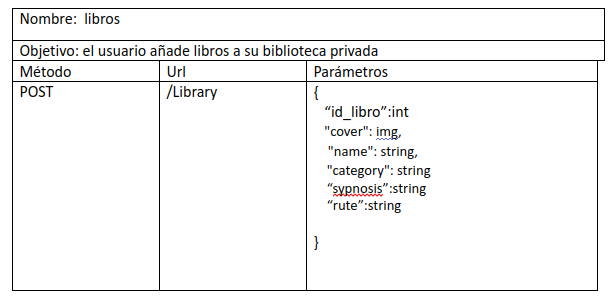 Nombre:  libros
Objetivo: el usuario añade libros a su biblioteca privada
Método Url Parámetros
POST /Library {
“id_libro”:int
"cover": img,
"name": string,
"category": string
“sypnosis”:string
“rute”:string
}